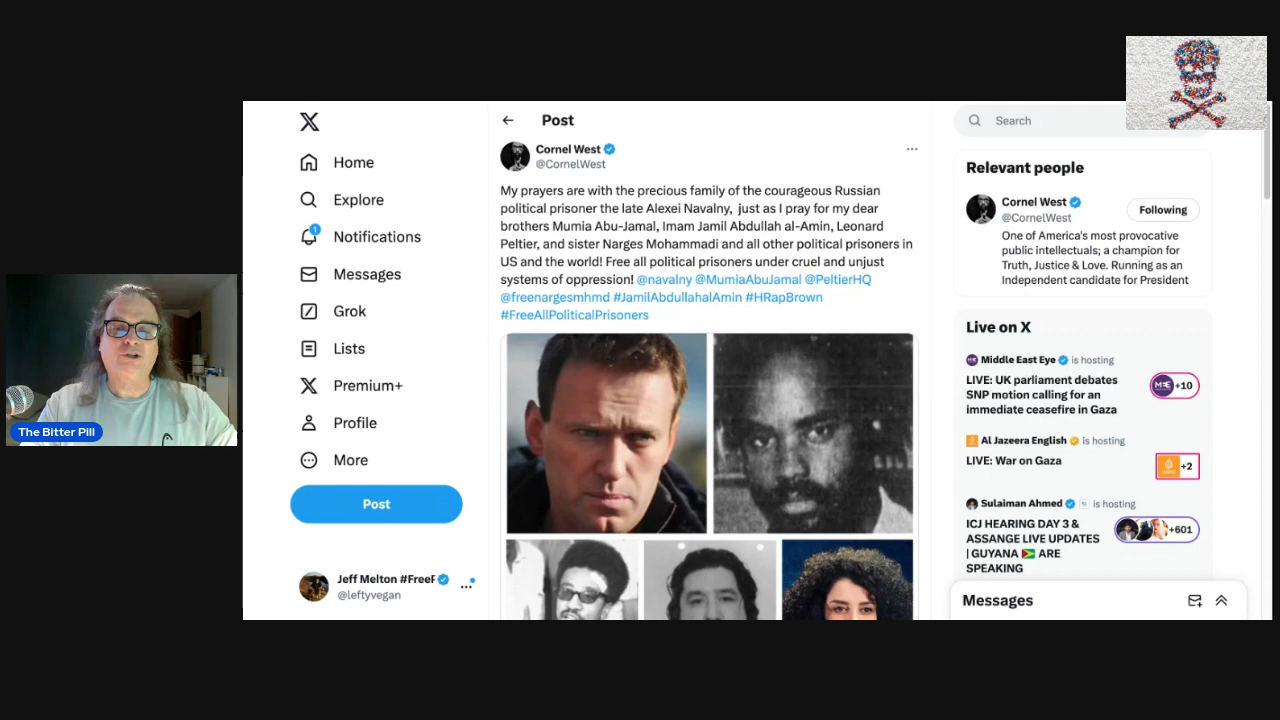 Post
Cornel West
@CornelWest
My prayers are with the precious family of the courageous Russian
political prisoner the late Alexei Navalny, just as I pray for my dear
brothers Mumia Abu-Jamal, Imam Jamil Abdullah al-Amin, Leonard
Peltier, and sister Narges Mohammadi and all other political prisoners in
US and the world! Free all political prisoners under cruel and unjust
systems of oppression! @navalny @MumiaAbuJamal @PeltierHQ
@freenargesmhmd #JamilAbdullahalAmin #HRapBrown
#FreeAllPoliticalPrisoners
Home
Explore
1
Notifications
Messages
Grok
Lists
Premium+
Profile
More
Post
Jeff Melton #FreeF
@leftyvegan
The Bitter Pill
Search
Relevant people
Cornel West
@CornelWest
Following
One of America's most provocative
public intellectuals; a champion for
Truth, Justice & Love. Running as an
Independent candidate for President
Live on X
Middle East Eye is hosting
LIVE: UK parliament debates
SNP motion calling for an
immediate ceasefire in Gaza
+10
Al Jazeera English is hosting
LIVE: War on Gaza
+2
Sulaiman Ahmed is hosting
ICJ HEARING DAY 3 &
ASSANGE LIVE UPDATES
| GUYANA 🇬🇾 ARE
SPEAKING
+601
Messages